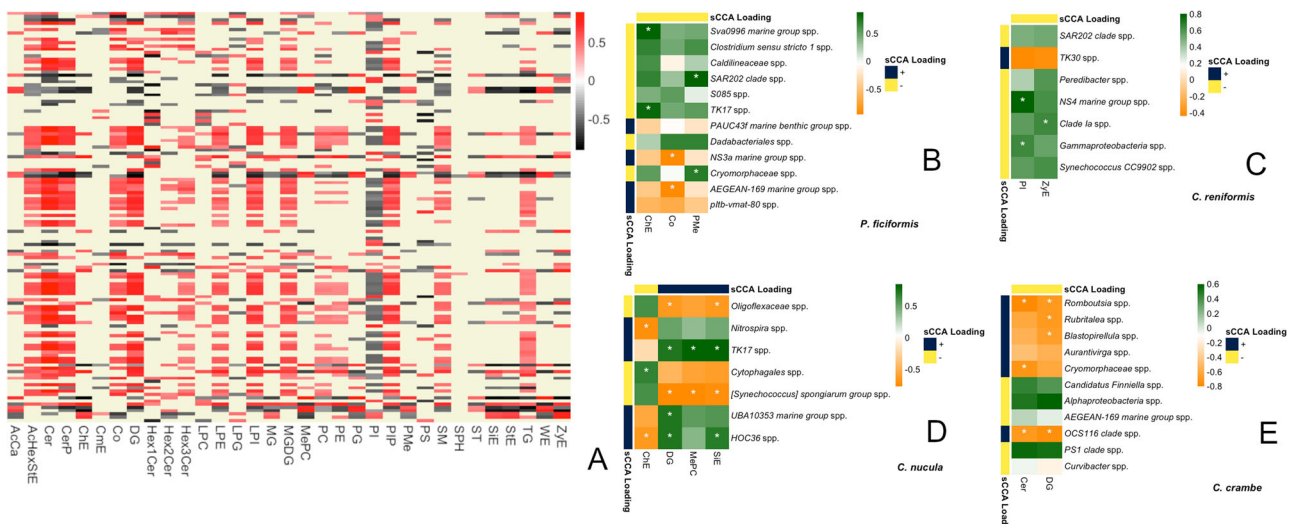 0.5
0
-0.5
AcCa
AcHexStE
Cer
CerP
ChE
CmE
Co
DG
Hex1Cer
Hex2Cer
Hex3Cer
LPC
LPE
LPG
LPI
MG
MGDG
MePC
PC
PE
PG
PI
PIP
PMe
PS
SM
SPH
ST
SiE
StE
TG
WE
ZyE
A
sCCA Loading
Sva0996 marine group spp.
Clostridium sensu stricto 1 spp.
Caldilineaceae spp.
SAR202 clade spp.
S085 spp.
TK17 spp.
PAUC43f marine benthic group spp.
Dadabacteriales spp.
NS3a marine group spp.
Cryomorphaceae spp.
AEGEAN-169 marine group spp.
pltb-vmat-80 spp.
* * * * * * *
sCCA Loading
ChE
Co
PMe
0.5
0
-0.5
sCCA Loading
+
-
B
P. ficiformis
sCCA Loading
SAR202 clade spp.
TK30 spp.
Peredibacter spp.
NS4 marine group spp.
Clade Ia spp.
Gammaproteobacteria spp.
Synechococcus CC9902 spp.
* * *
sCCA Loading
PI
ZyE
0.8
0.6
0.4
0.2
0
-0.2
-0.4
sCCA Loading
+
-
C
C. reniformis
sCCA Loading
Oligoflexaceae spp.
Nitrospira spp.
TK17 spp.
Cytophagales spp.
[Synechococcus] spongiarum group spp.
UBA10353 marine group spp.
HOC36 spp.
* * * * * * * * * * * * * *
sCCA Loading
ChE
DG
MePC
SiE
0.5
0
-0.5
sCCA Loading
+
-
D
C. nucula
sCCA Loading
Romboutsia spp.
Rubritalea spp.
Blastopirellula spp.
Aurantivirga spp.
Cryomorphaceae spp.
Candidatus Finniella spp.
Alphaproteobacteria spp.
AEGEAN-169 marine group spp.
OCS116 clade spp.
PS1 clade spp.
Curvibacter spp.
* * * * * * *
sCCA Load
Cer
DG
0.6
0.4
0.2
0
-0.2
-0.4
-0.6
-0.8
sCCA Loading
+
-
E
C. crambe